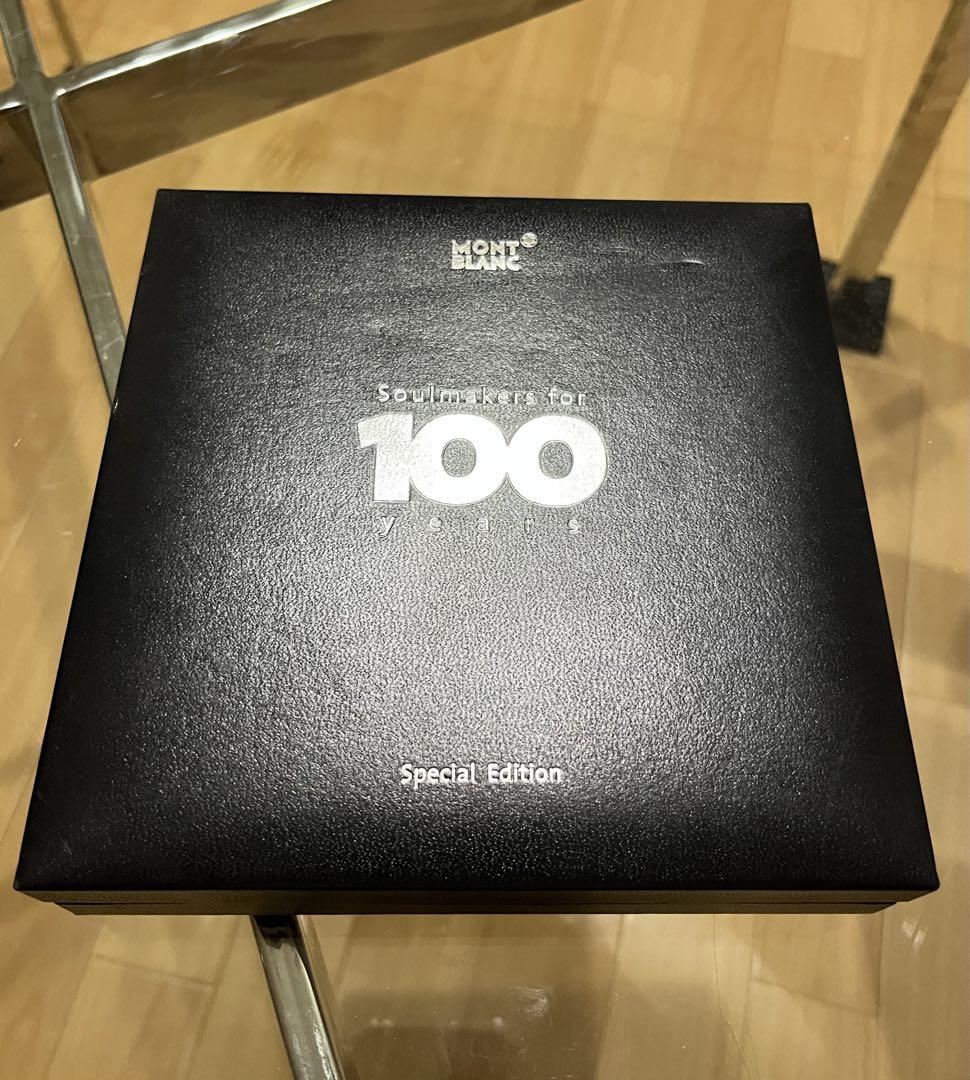 MONT
BLANC
Soulmakers for
100
years
Special Edition